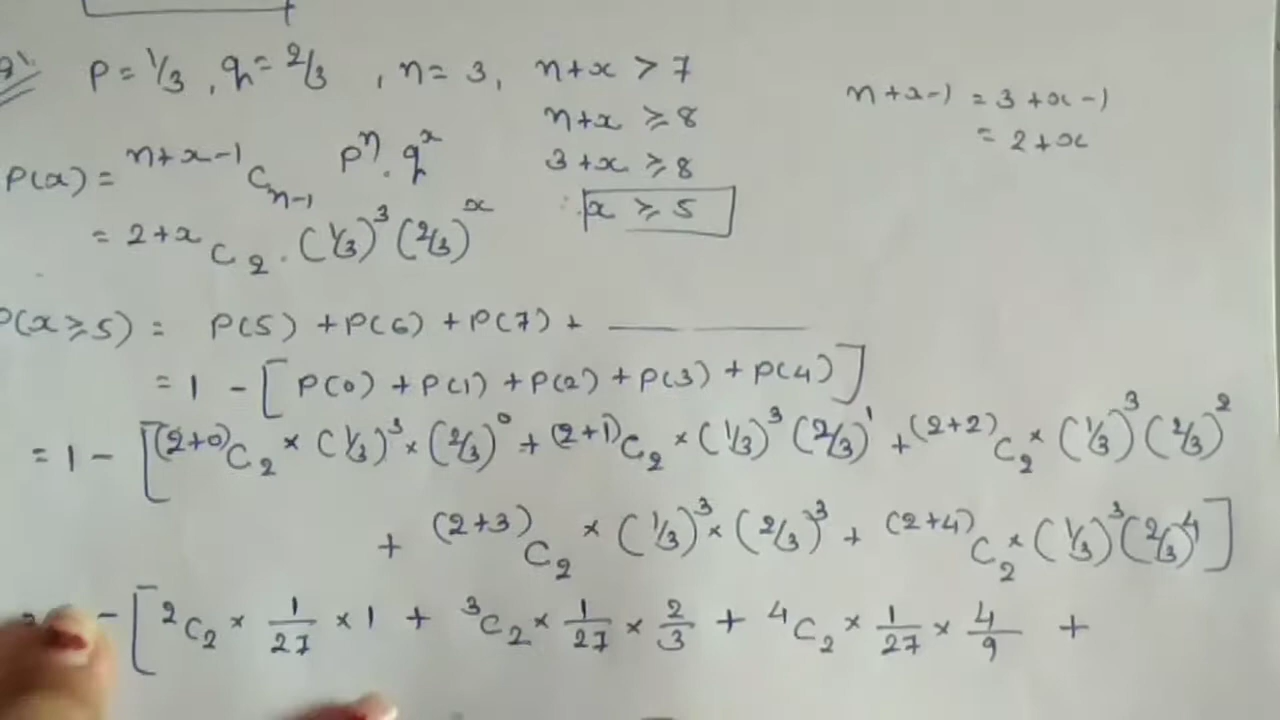 P = 1/3 , q = 2/3 , n = 3, n+x > 7
n+x ≥ 8
3 + x ≥ 8
∴ x ≥ 5
n+x-1 = 3 + x -1
= 2 + x
P(x) = ⁿ⁺ˣ⁻¹Cₙ₋₁ Pⁿ . qˣ
= ²⁺ˣC₂ . (1/3)³ (2/3)ˣ
P(x ≥ 5) = P(5) + P(6) + P(7) + ————
= 1 - [ P(0) + P(1) + P(2) + P(3) + P(4) ]
= 1 - [ ⁽²⁺⁰⁾C₂ × (1/3)³ × (2/3)⁰ + ⁽²⁺¹⁾C₂ × (1/3)³ (2/3)¹ + ⁽²⁺²⁾C₂ × (1/3)³ (2/3)²
+ ⁽²⁺³⁾C₂ × (1/3)³ × (2/3)³ + ⁽²⁺⁴⁾C₂ × (1/3)³ (2/3)⁴ ]
- [ ²C₂ × 1/27 × 1 + ³C₂ × 1/27 × 2/3 + ⁴C₂ × 1/27 × 4/9 +